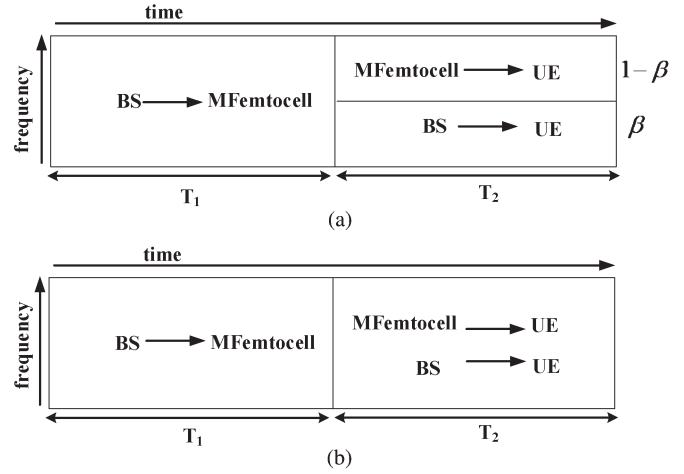 time
frequency
BS MFemtocell
MFemtocell UE
1−β
BS UE
β
T1
T2
(a)
time
frequency
BS MFemtocell
MFemtocell UE
BS UE
T1
T2
(b)